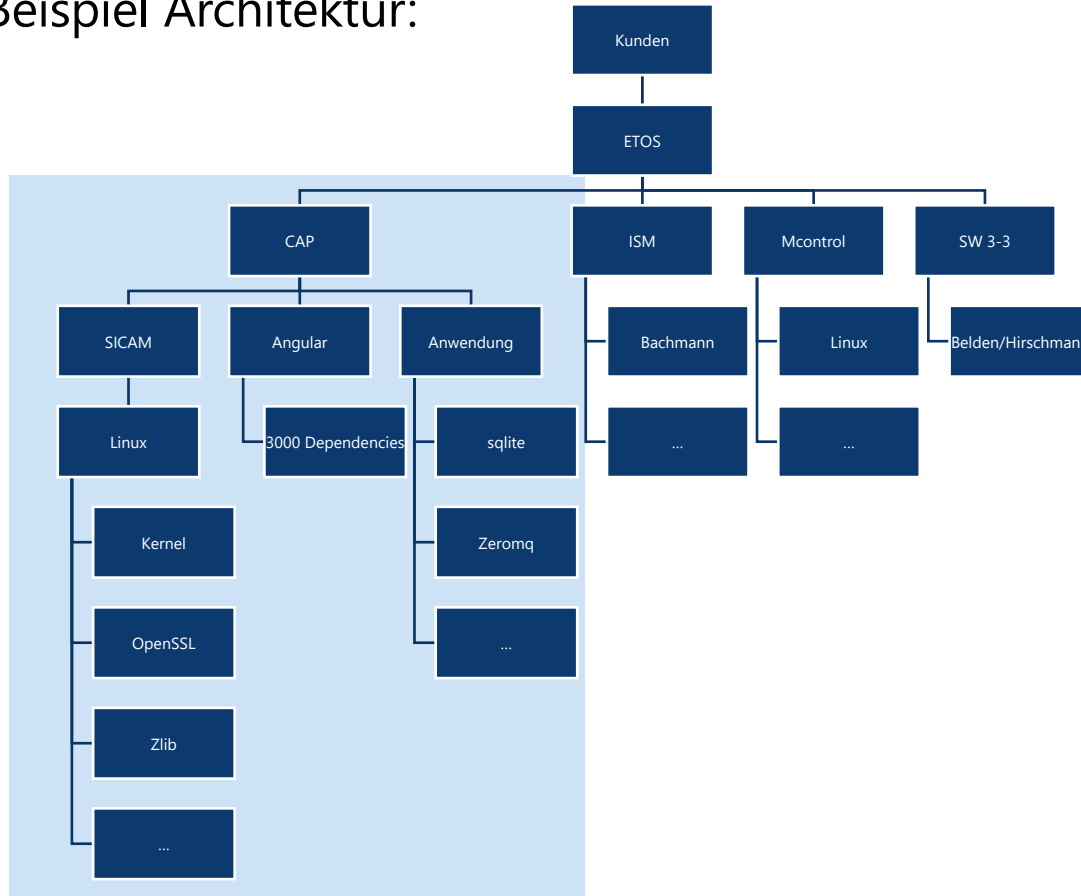 Beispiel Architektur:
Kunden
ETOS
CAP
ISM
Mcontrol
SW 3-3
SICAM
Angular
Anwendung
Bachmann
Linux
Belden/Hirschman
Linux
3000 Dependencies
sqlite
...
...
Kernel
Zeromq
OpenSSL
...
Zlib
...